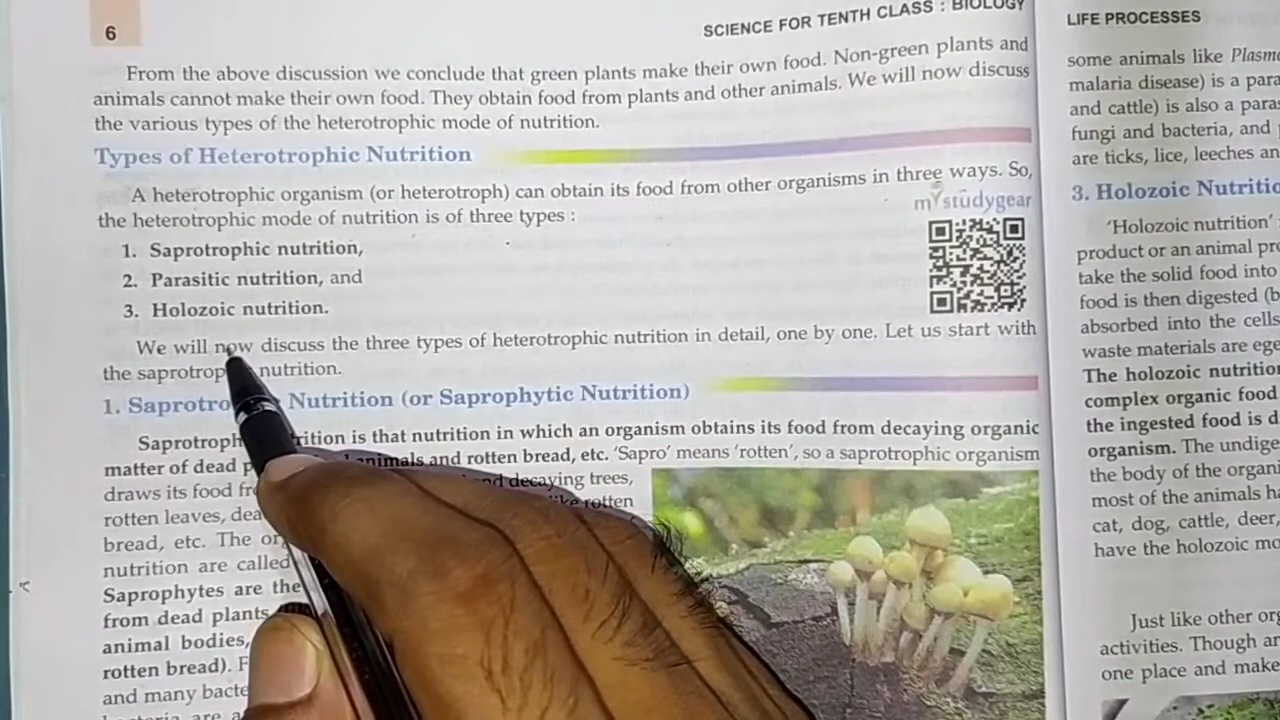 6
SCIENCE FOR TENTH CLASS : BIOLOGY
From the above discussion we conclude that green plants make their own food. Non-green plants and
animals cannot make their own food. They obtain food from plants and other animals. We will now discuss
the various types of the heterotrophic mode of nutrition.
Types of Heterotrophic Nutrition
A heterotrophic organism (or heterotroph) can obtain its food from other organisms in three ways. So,
the heterotrophic mode of nutrition is of three types :
mystudygear
1. Saprotrophic nutrition,
2. Parasitic nutrition, and
3. Holozoic nutrition.
We will now discuss the three types of heterotrophic nutrition in detail, one by one. Let us start with
the saprotrop nutrition.
1. Saprotro Nutrition (or Saprophytic Nutrition)
Saprotroph rition is that nutrition in which an organism obtains its food from decaying organic
matter of dead p animals and rotten bread, etc. 'Sapro' means 'rotten', so a saprotrophic organism
draws its food fr nd decaying trees,
rotten leaves, dea like rotten
bread, etc. The or
nutrition are called
Saprophytes are the
from dead plants
animal bodies,
rotten bread). F
and many bacte
LIFE PROCESSES
some animals like Plasm
malaria disease) is a para
and cattle) is also a paras
fungi and bacteria, and
are ticks, lice, leeches an
3. Holozoic Nutritio
'Holozoic nutrition'
product or an animal pro
take the solid food into
food is then digested (b
absorbed into the cells
waste materials are ege
The holozoic nutrition
complex organic food
the ingested food is d
organism. The undige
the body of the organi
most of the animals ha
cat, dog, cattle, deer,
have the holozoic mo
Just like other org
activities. Though an
one place and make